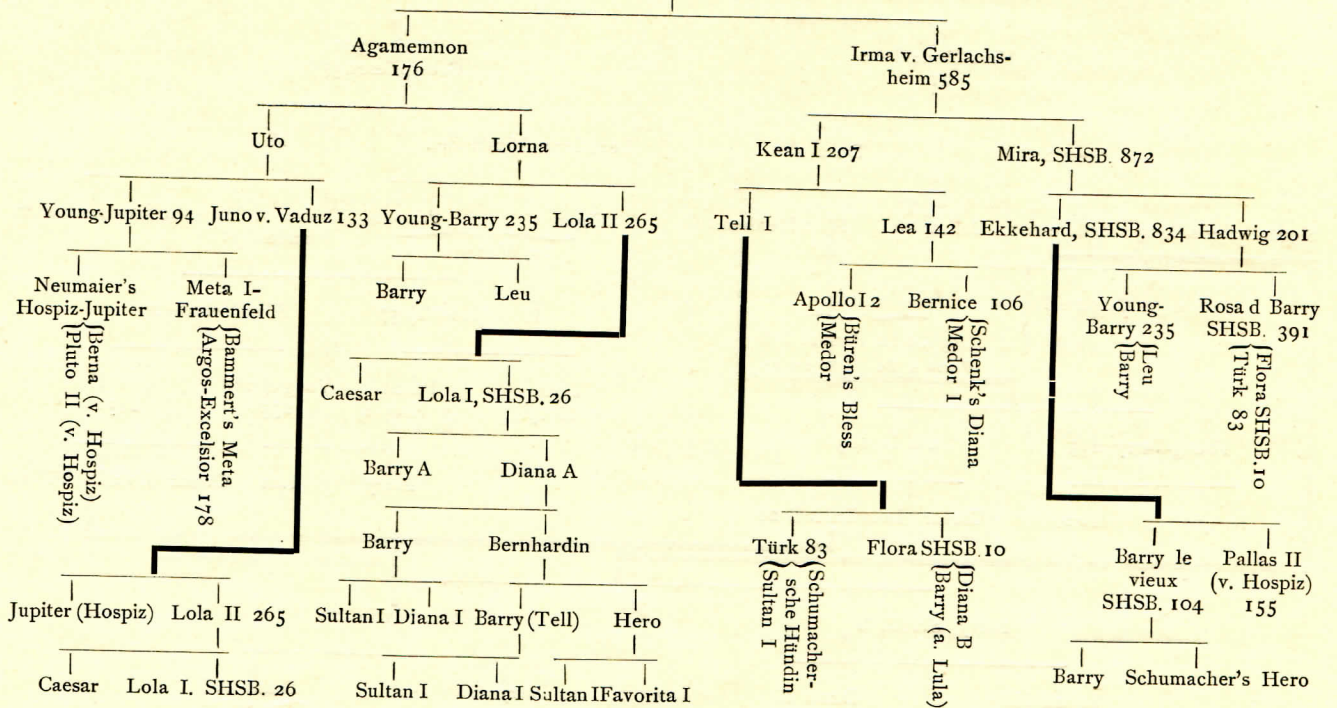 Agamemnon
176
Irma v. Gerlachs-
heim 585
Uto
Lorna
Kean I 207
Mira, SHSB. 872
Young-Jupiter 94
Juno v. Vaduz 133
Young-Barry 235
Lola II 265
Tell I
Lea 142
Ekkehard, SHSB. 834
Hadwig 201
Neumaier's
Hospiz-Jupiter
Berna (v. Hospiz)
Pluto II (v. Hospiz)
Meta I-
Frauenfeld
Bammert's Meta
Argos-Excelsior 178
Barry
Leu
Apollo I 2
Büren's Bless
Medor
Bernice 106
Schenk's Diana
Medor I
Young-
Barry 235
Leu
Barry
Rosa d Barry
SHSB. 391
Flora SHSB. 10
Türk 83
Caesar
Lola I, SHSB. 26
Barry A
Diana A
Barry
Bernhardin
Türk 83
Schumacher-
sche Hündin
Sultan I
Flora SHSB. 10
Diana B
Barry (a. Lula)
Barry le
vieux
SHSB. 104
Pallas II
(v. Hospiz)
155
Jupiter (Hospiz)
Lola II 265
Sultan I
Diana I
Barry (Tell)
Hero
Caesar
Lola I. SHSB. 26
Sultan I
Diana I
Sultan I
Favorita I
Barry
Schumacher's Hero